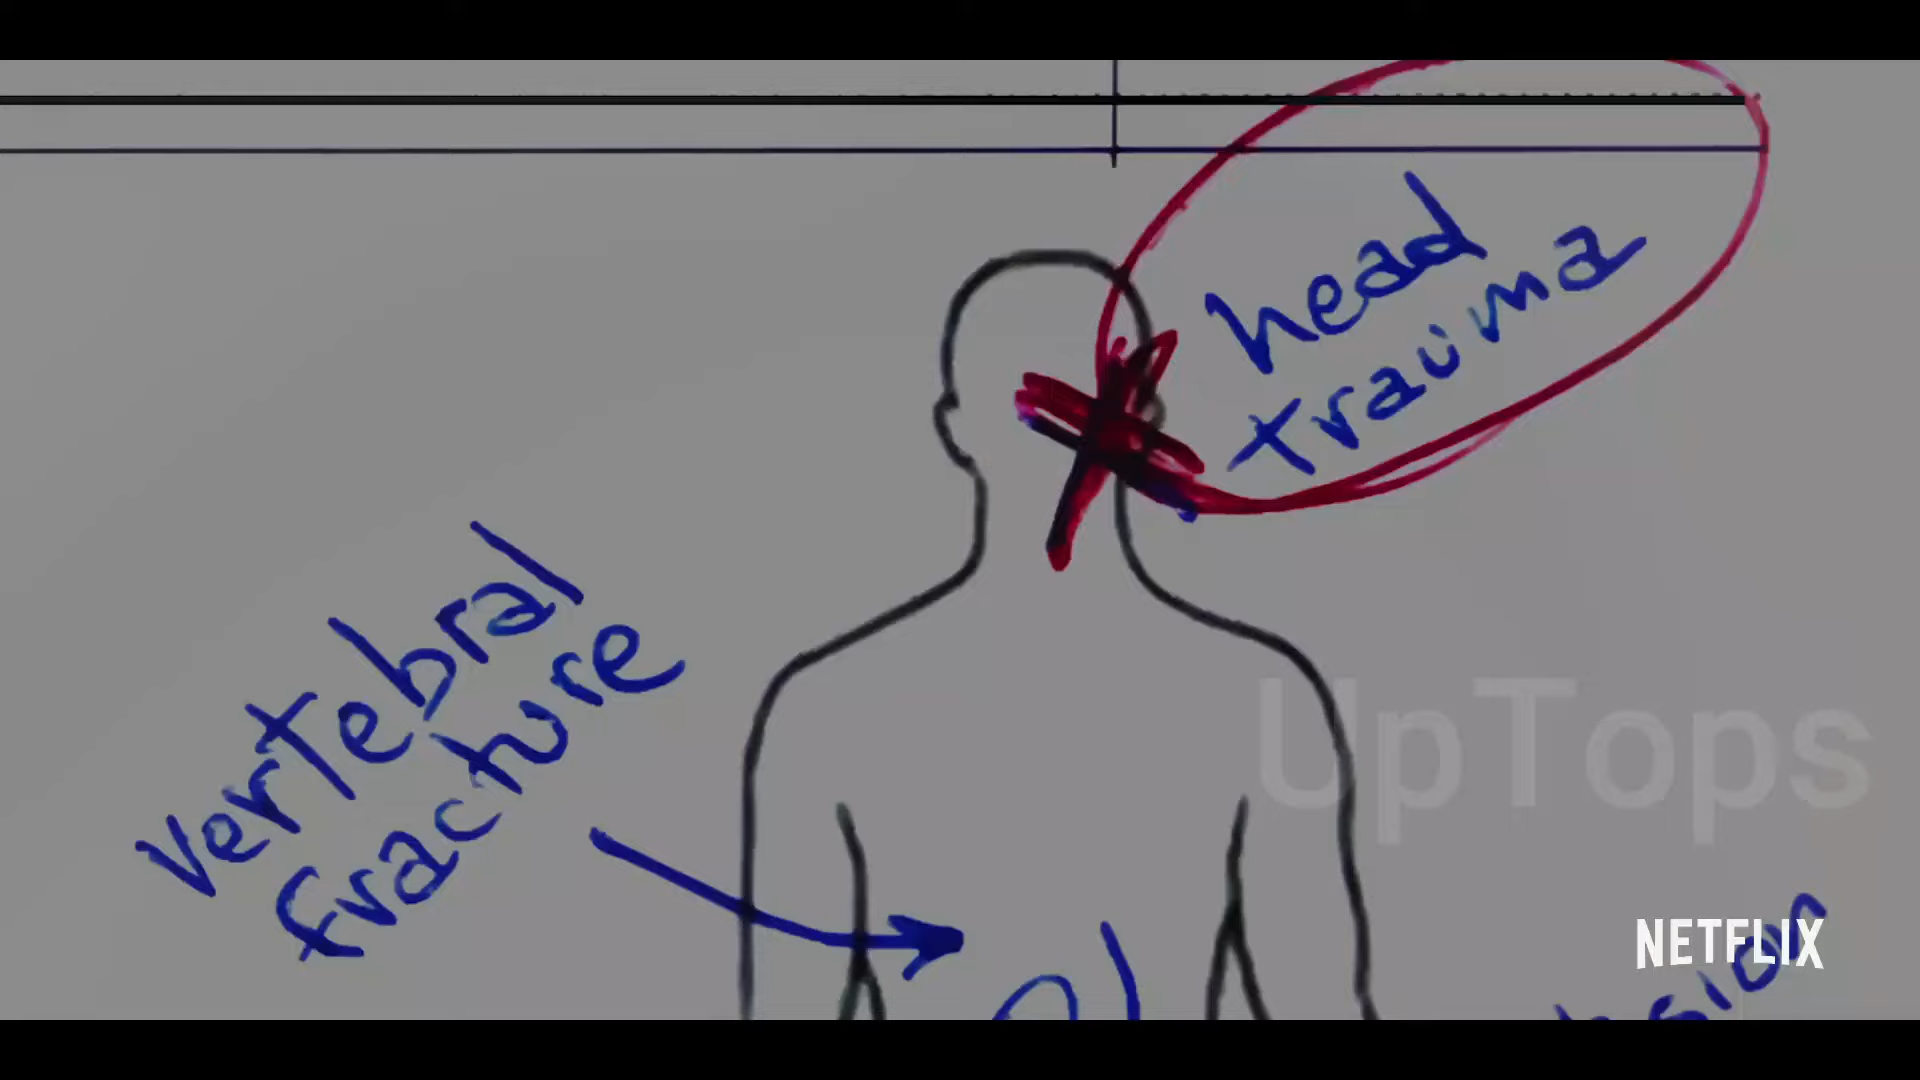 head
trauma
vertebral
fracture
UpTops
NETFLIX